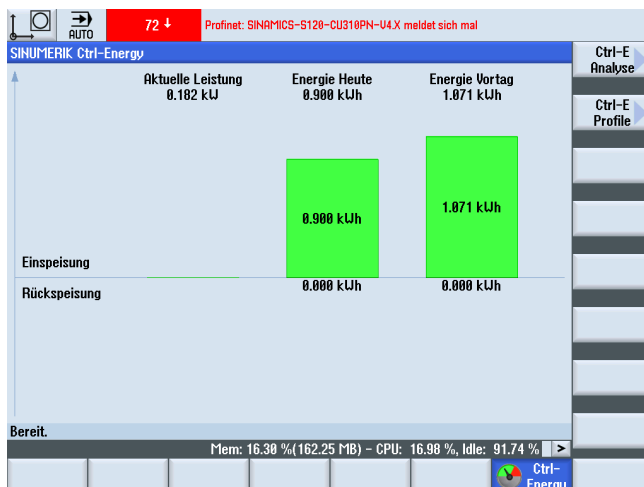 AUTO
72
Profinet: SINAMICS-S120-CU310PN-V4.X meldet sich mal
SINUMERIK Ctrl-Energy
Ctrl-E
Analyse
Ctrl-E
Profile
Aktuelle Leistung
Energie Heute
Energie Vortag
0.182 kW
0.900 kWh
1.071 kWh
0.900 kWh
1.071 kWh
Einspeisung
Rückspeisung
0.000 kWh
0.000 kWh
Bereit.
Mem: 16.30 %(162.25 MB) - CPU: 16.98 %, Idle: 91.74 % >
Ctrl-
Energy